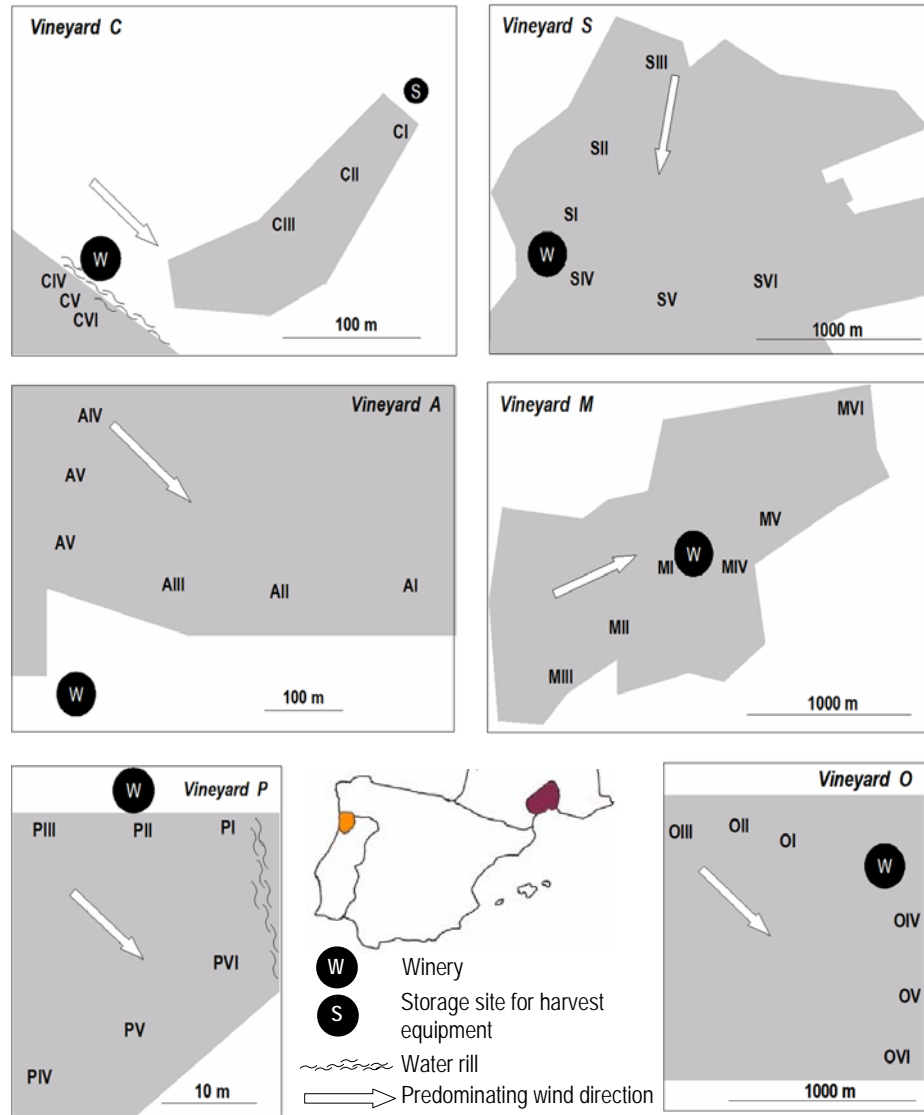 Vineyard C
S
CI
CII
CIII
W
CIV
CV
CVI
100 m
Vineyard S
SIII
SII
SI
W
SIV
SV
SVI
1000 m
Vineyard A
AIV
AV
AV
AIII
AII
AI
W
100 m
Vineyard M
MVI
MV
W
MI
MIV
MII
MIII
1000 m
W
Vineyard P
PIII
PII
PI
PVI
PV
PIV
10 m
W
Winery
S
Storage site for harvest
equipment
Water rill
Predominating wind direction
Vineyard O
OIII
OII
OI
W
OIV
OV
OVI
1000 m